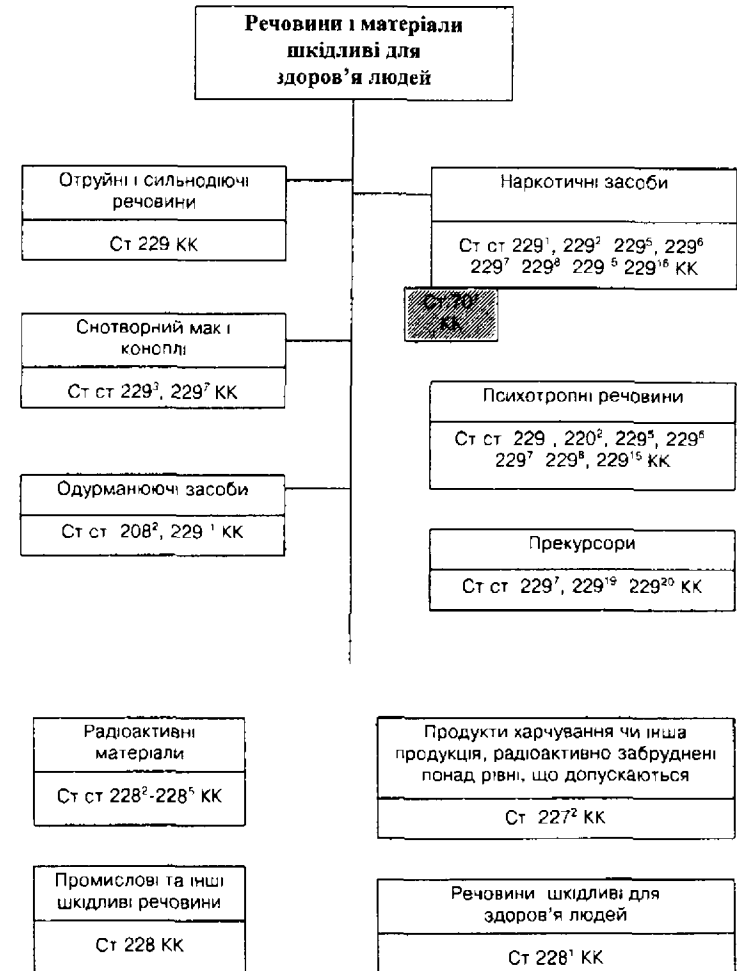 Речовини і матеріали
шкідливі для
здоров'я людей
Отруйні і сильнодіючі
речовини
Ст 229 КК
Наркотичні засоби
Ст ст 229¹, 229² 229⁵, 229⁶
229⁷ 229⁸ 229 ⁵ 229¹⁶ КК
Ст 70¹
КК
Снотворний мак і
коноплі
Ст ст 229³, 229⁷ КК
Психотропні речовини
Ст ст 229 , 220², 229⁵, 229⁶
229⁷ 229⁸, 229¹⁵ КК
Одурманюючі засоби
Ст ст 208², 229 ¹ КК
Прекурсори
Ст ст 229⁷, 229¹⁹ 229²⁰ КК
Радіоактивні
матеріали
Ст ст 228²-228⁵ КК
Продукти харчування чи інша
продукція, радіоактивно забруднені
понад рівні, що допускаються
Ст 227² КК
Промислові та інші
шкідливі речовини
Ст 228 КК
Речовини шкідливі для
здоров'я людей
Ст 228¹ КК